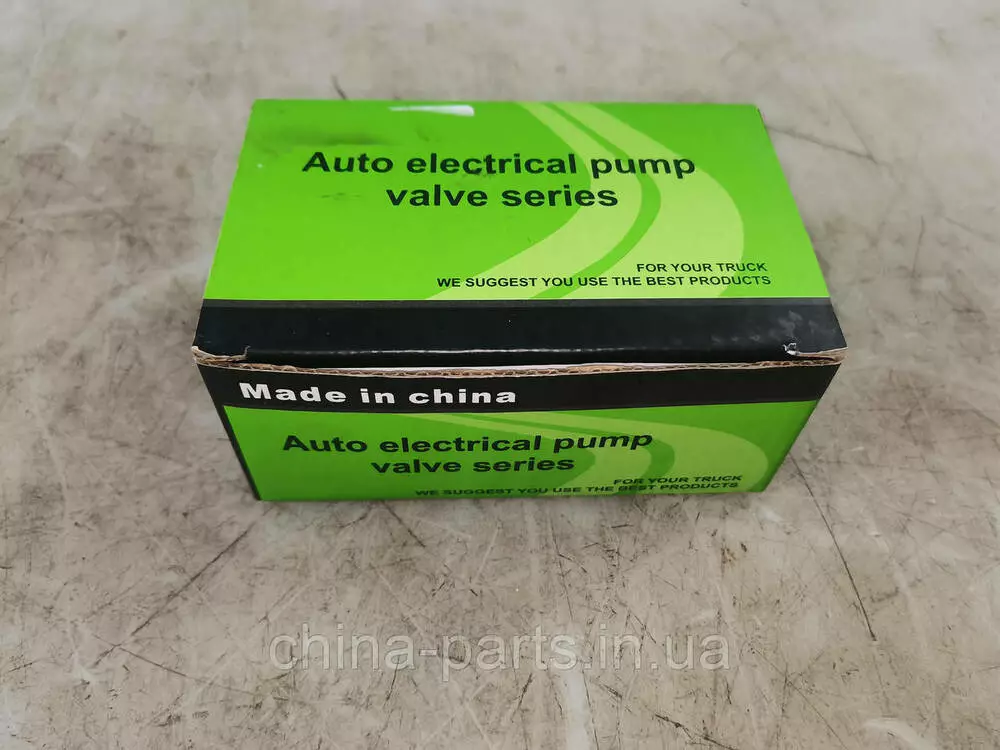 Auto electrical pump
valve series
FOR YOUR TRUCK
WE SUGGEST YOU USE THE BEST PRODUCTS
Made in china
Auto electrical pump
valve series
FOR YOUR TRUCK
WE SUGGEST YOU USE THE BEST PRODUCTS
china-parts.in.ua